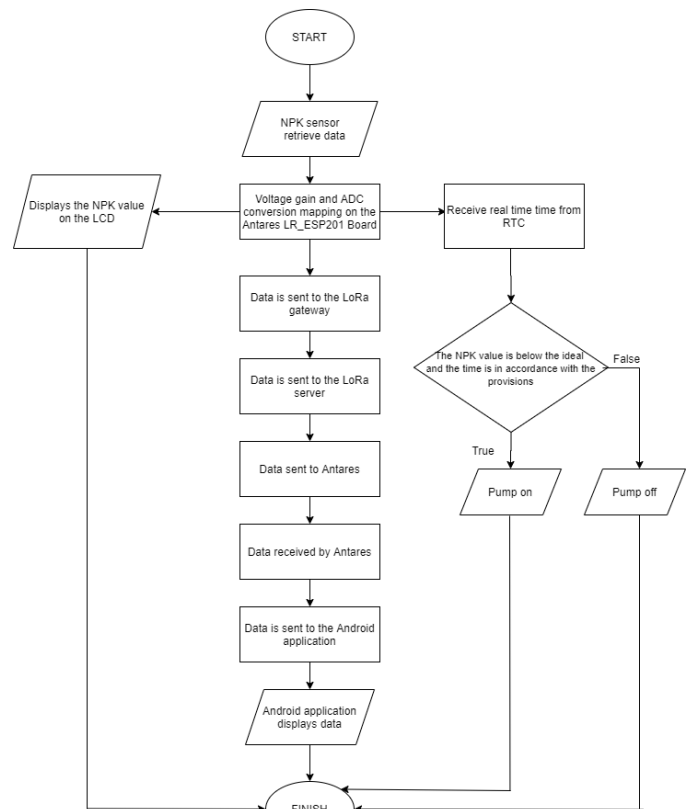 START
NPK sensor
retrieve data
Displays the NPK value
on the LCD
Voltage gain and ADC
conversion mapping on the
Antares LR_ESP201 Board
Receive real time time from
RTC
Data is sent to the LoRa
gateway
The NPK value is below the ideal
and the time is in accordance with the
provisions
False
True
Data is sent to the LoRa
server
Data sent to Antares
Pump on
Pump off
Data received by Antares
Data is sent to the Android
application
Android application
displays data
FINISH